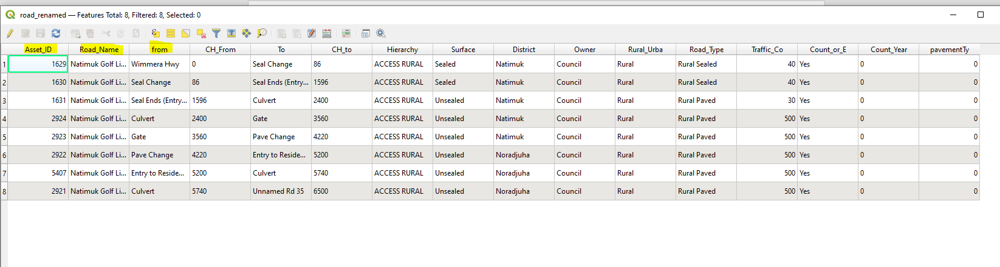 road_renamed — Features Total: 8, Filtered: 8, Selected: 0
Asset_ID Road_Name from CH_From To CH_to Hierarchy Surface District Owner Rural_Urba Road_Type Traffic_Co Count_or_E Count_Year pavementTy
1 1629 Natimuk Golf Li... Wimmera Hwy 0 Seal Change 86 ACCESS RURAL Sealed Natimuk Council Rural Rural Sealed 40 Yes 0 0
2 1630 Natimuk Golf Li... Seal Change 86 Seal Ends (Entry... 1596 ACCESS RURAL Sealed Natimuk Council Rural Rural Sealed 40 Yes 0 0
3 1631 Natimuk Golf Li... Seal Ends (Entry... 1596 Culvert 2400 ACCESS RURAL Unsealed Natimuk Council Rural Rural Paved 30 Yes 0 0
4 2924 Natimuk Golf Li... Culvert 2400 Gate 3560 ACCESS RURAL Unsealed Natimuk Council Rural Rural Paved 500 Yes 0 0
5 2923 Natimuk Golf Li... Gate 3560 Pave Change 4220 ACCESS RURAL Unsealed Natimuk Council Rural Rural Paved 500 Yes 0 0
6 2922 Natimuk Golf Li... Pave Change 4220 Entry to Reside... 5200 ACCESS RURAL Unsealed Noradjuha Council Rural Rural Paved 500 Yes 0 0
7 5407 Natimuk Golf Li... Entry to Reside... 5200 Culvert 5740 ACCESS RURAL Unsealed Noradjuha Council Rural Rural Paved 500 Yes 0 0
8 2921 Natimuk Golf Li... Culvert 5740 Unnamed Rd 35 6500 ACCESS RURAL Unsealed Noradjuha Council Rural Rural Paved 500 Yes 0 0